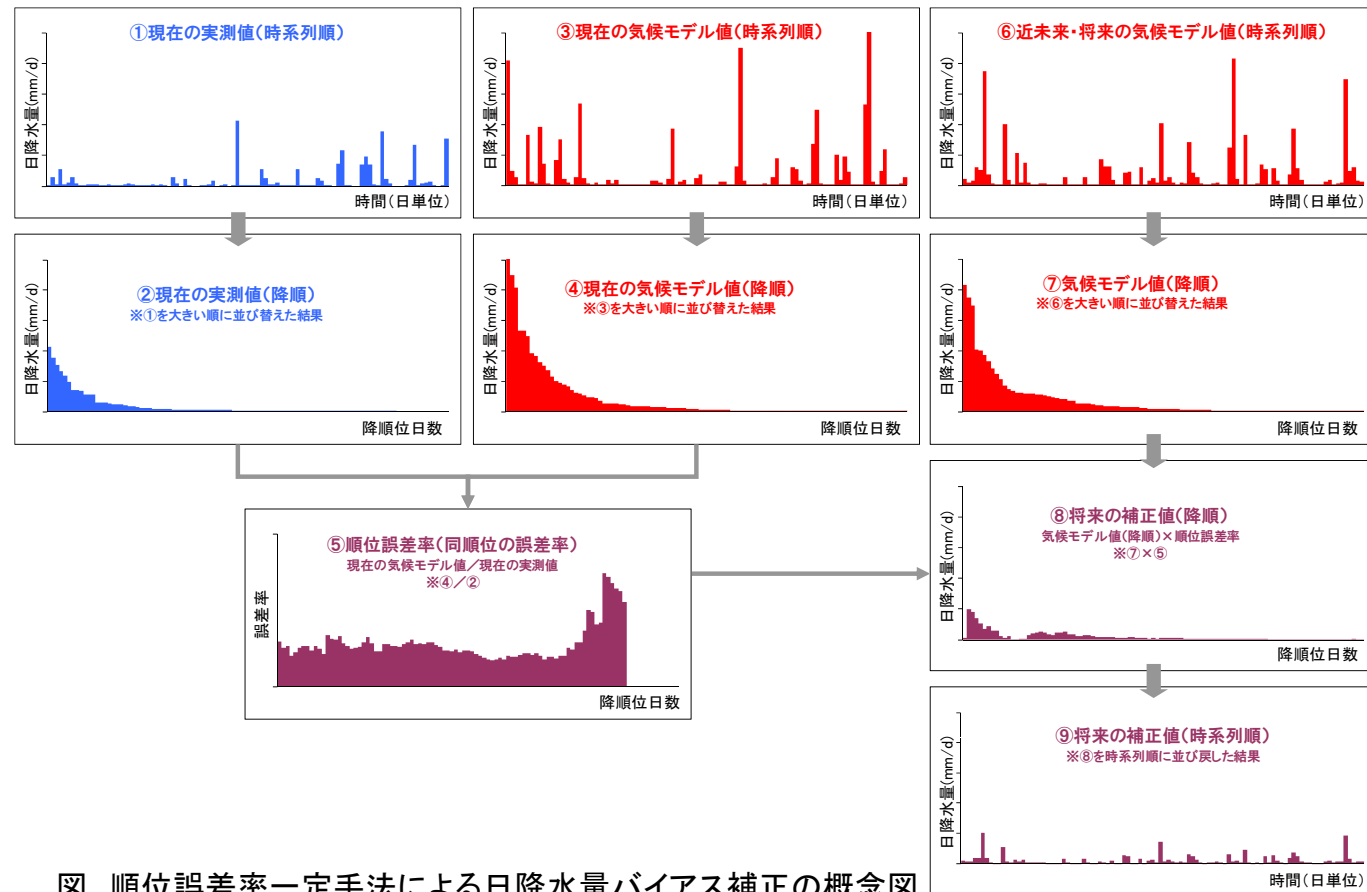 ①現在の実測値(時系列順)
日降水量(mm/d)
時間(日単位)
③現在の気候モデル値(時系列順)
日降水量(mm/d)
時間(日単位)
⑥近未来・将来の気候モデル値(時系列順)
日降水量(mm/d)
時間(日単位)
②現在の実測値(降順)
※①を大きい順に並び替えた結果
日降水量(mm/d)
降順位日数
④現在の気候モデル値(降順)
※③を大きい順に並び替えた結果
日降水量(mm/d)
降順位日数
⑦気候モデル値(降順)
※⑥を大きい順に並び替えた結果
日降水量(mm/d)
降順位日数
⑤順位誤差率(同順位の誤差率)
現在の気候モデル値/現在の実測値
※④/②
誤差率
降順位日数
⑧将来の補正値(降順)
気候モデル値(降順)×順位誤差率
※⑦×⑤
日降水量(mm/d)
降順位日数
⑨将来の補正値(時系列順)
※⑧を時系列順に並び戻した結果
日降水量(mm/d)
時間(日単位)
図 順位誤差率一定手法による日降水量バイアス補正の概念図